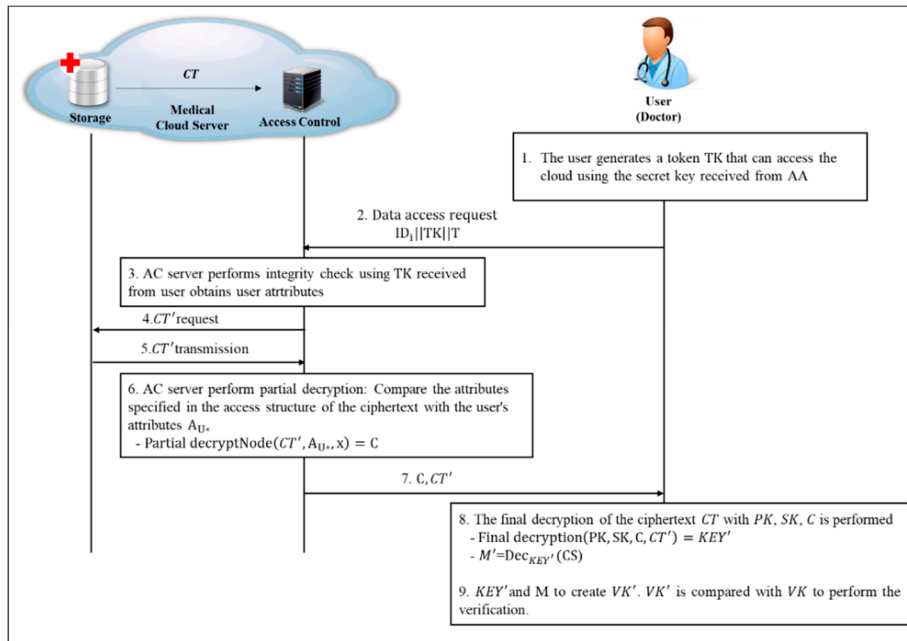 CT
Storage
Medical
Cloud Server
Access Control
User
(Doctor)
1. The user generates a token TK that can access the
cloud using the secret key received from AA
2. Data access request
ID_i||TK||T
3. AC server performs integrity check using TK received
from user obtains user atrtributes
4.CT′request
5.CT′transmission
6. AC server perform partial decryption: Compare the attributes
specified in the access structure of the ciphertext with the user's
attributes A_U*
- Partial decryptNode(CT′, A_U*, x) = C
7. C, CT′
8. The final decryption of the ciphertext CT with PK, SK, C is performed
- Final decryption(PK, SK, C, CT′) = KEY′
- M′=Dec_KEY′(CS)
9. KEY′and M to create VK′. VK′ is compared with VK to perform the
verification.